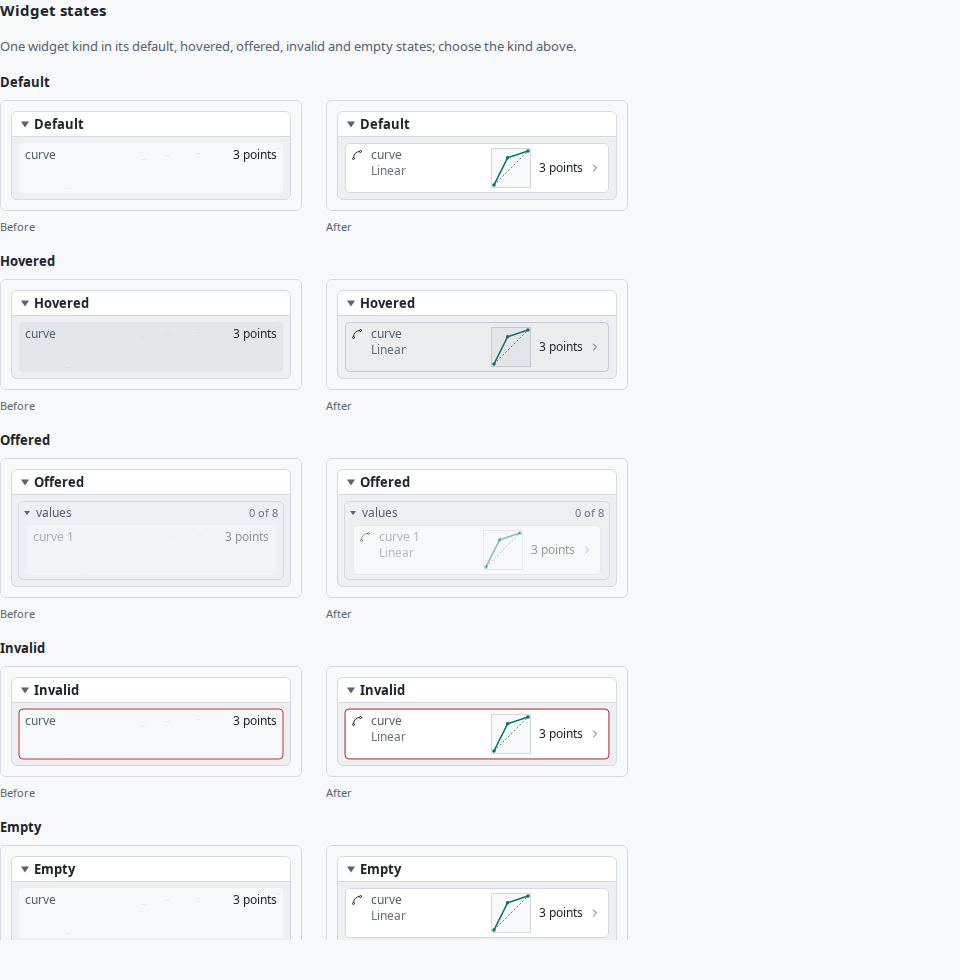 Widget states
One widget kind in its default, hovered, offered, invalid and empty states; choose the kind above.
Default
Default
curve
3 points
Before
Default
curve
Linear
3 points
After
Hovered
Hovered
curve
3 points
Before
Hovered
curve
Linear
3 points
After
Offered
Offered
values
0 of 8
curve 1
3 points
Before
Offered
values
0 of 8
curve 1
Linear
3 points
After
Invalid
Invalid
curve
3 points
Before
Invalid
curve
Linear
3 points
After
Empty
Empty
curve
3 points
Empty
curve
Linear
3 points